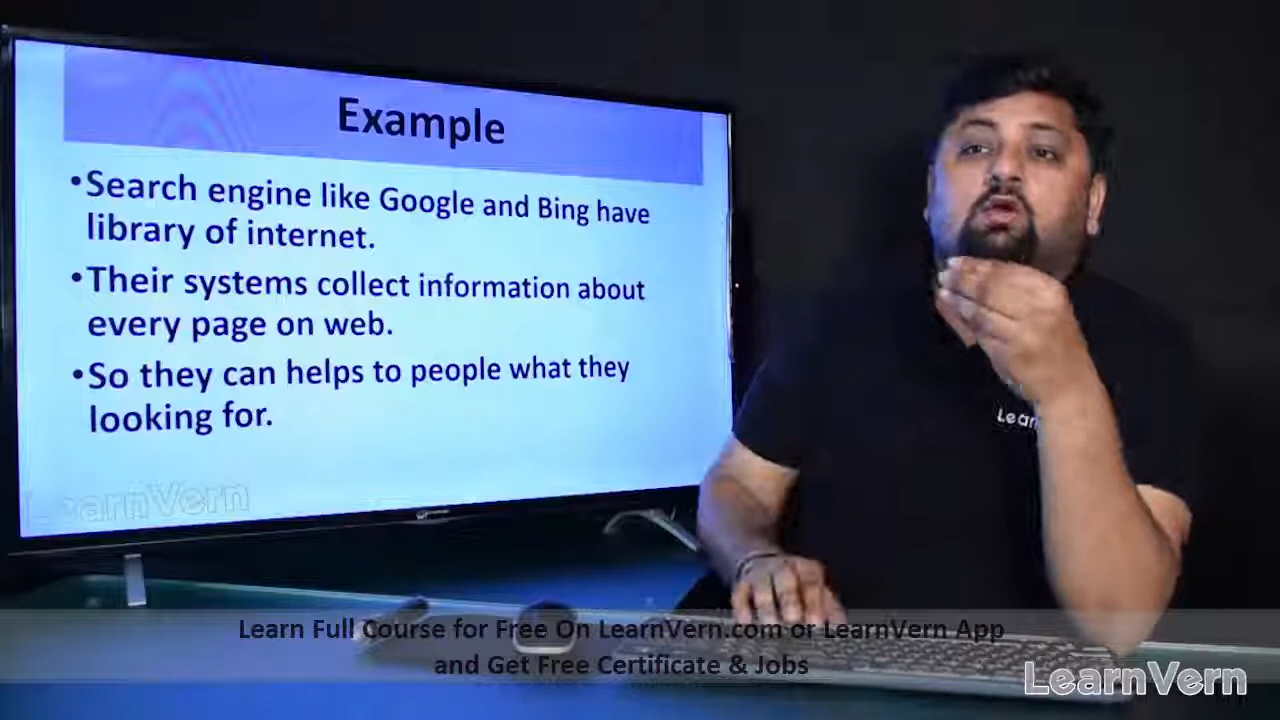 Example
•Search engine like Google and Bing have
library of internet.
•Their systems collect information about
every page on web.
•So they can helps to people what they
looking for.
LearnVern
Lear
Learn Full Course for Free On LearnVern.com or LearnVern App
and Get Free Certificate & Jobs
LearnVern